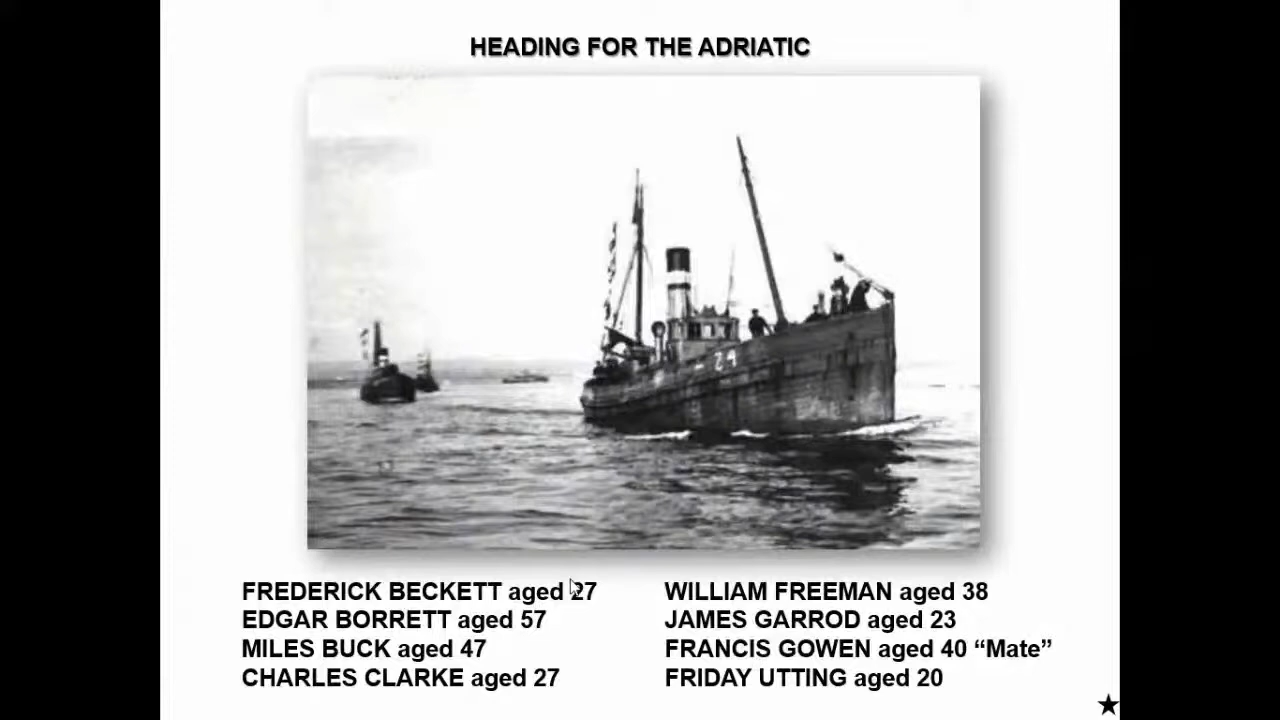 HEADING FOR THE ADRIATIC
- 24
FREDERICK BECKETT aged 27
EDGAR BORRETT aged 57
MILES BUCK aged 47
CHARLES CLARKE aged 27
WILLIAM FREEMAN aged 38
JAMES GARROD aged 23
FRANCIS GOWEN aged 40 “Mate”
FRIDAY UTTING aged 20